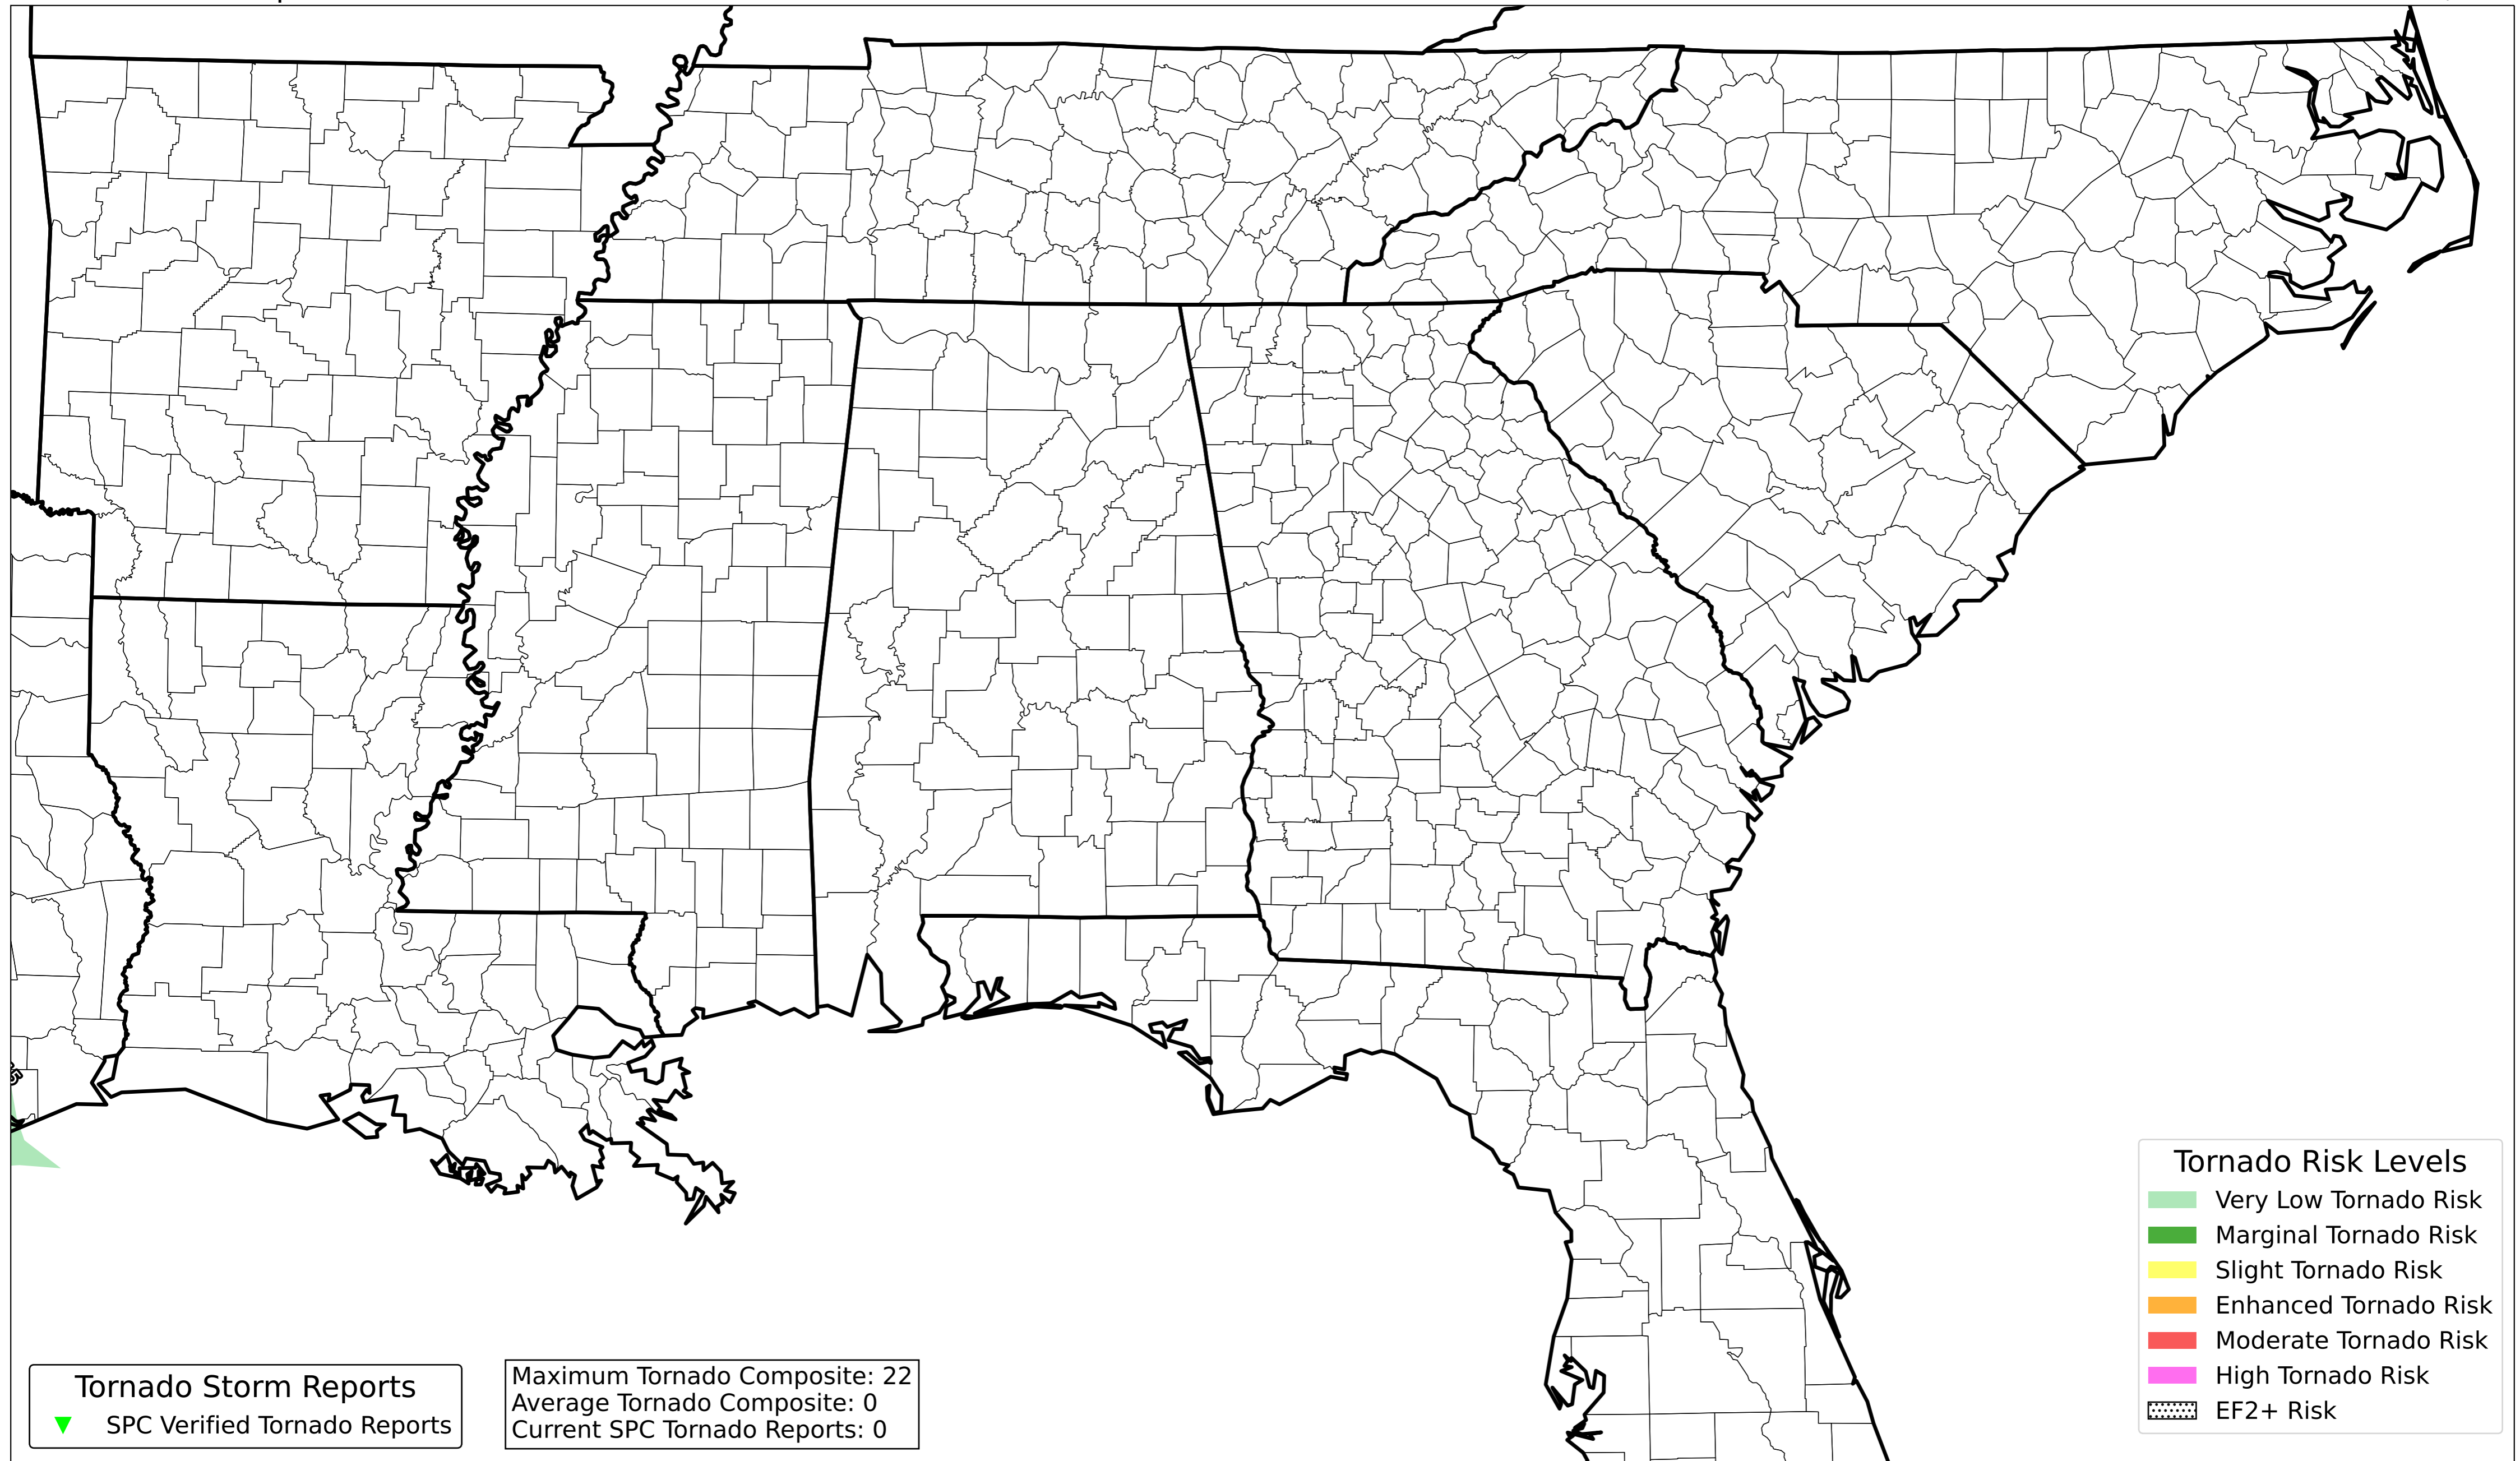 Tornado Risk Levels
Very Low Tornado Risk
Marginal Tornado Risk
Slight Tornado Risk
Enhanced Tornado Risk
Moderate Tornado Risk
High Tornado Risk
EF2+ Risk
Tornado Storm Reports
SPC Verified Tornado Reports
Maximum Tornado Composite: 22
Average Tornado Composite: 0
Current SPC Tornado Reports: 0